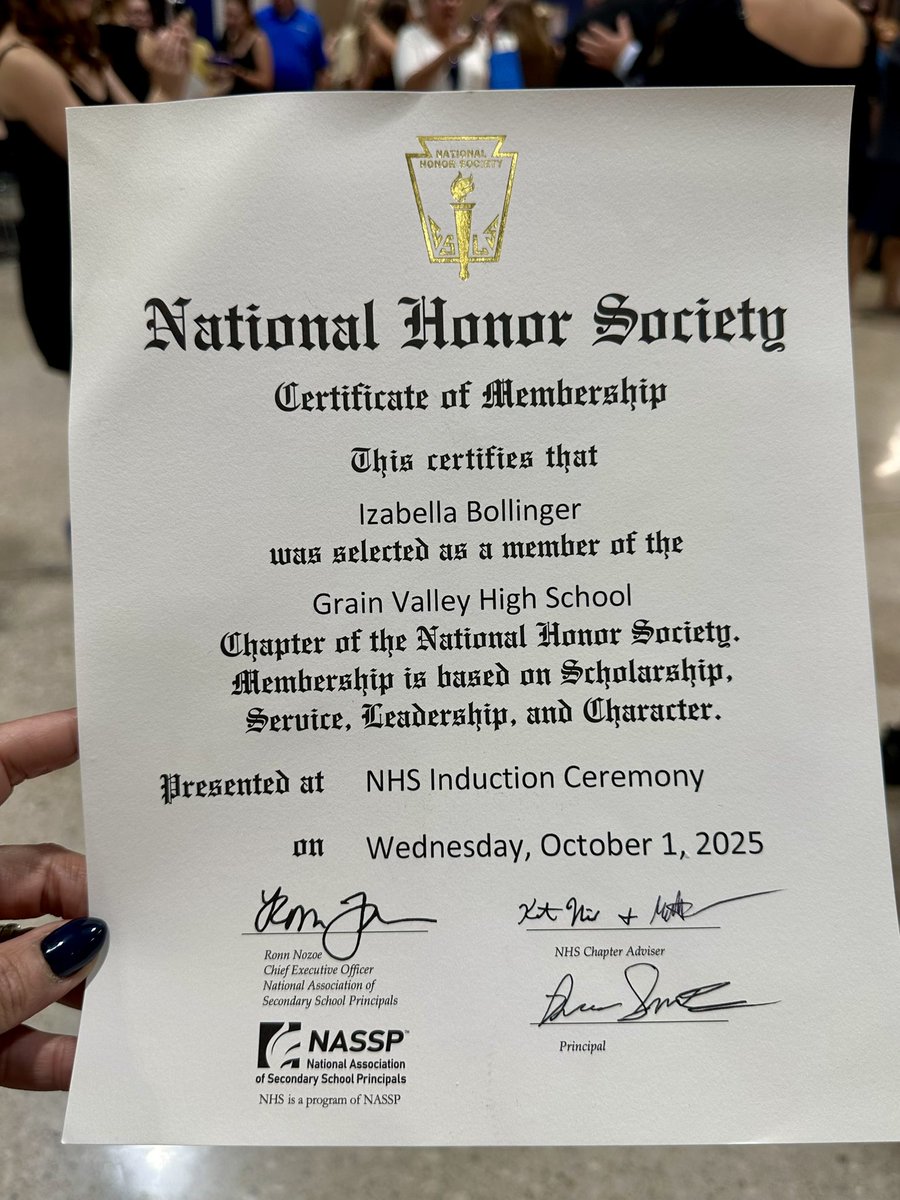 NATIONAL
HONOR SOCIETY
National Honor Society
Certificate of Membership
This certifies that
Izabella Bollinger
was selected as a member of the
Grain Valley High School
Chapter of the National Honor Society.
Membership is based on Scholarship,
Service, Leadership, and Character.
Presented at NHS Induction Ceremony
on Wednesday, October 1, 2025
Ronn Nozoe
Chief Executive Officer
National Association of
Secondary School Principals
NHS Chapter Adviser
Principal
NASSP™
National Association
of Secondary School Principals
NHS is a program of NASSP